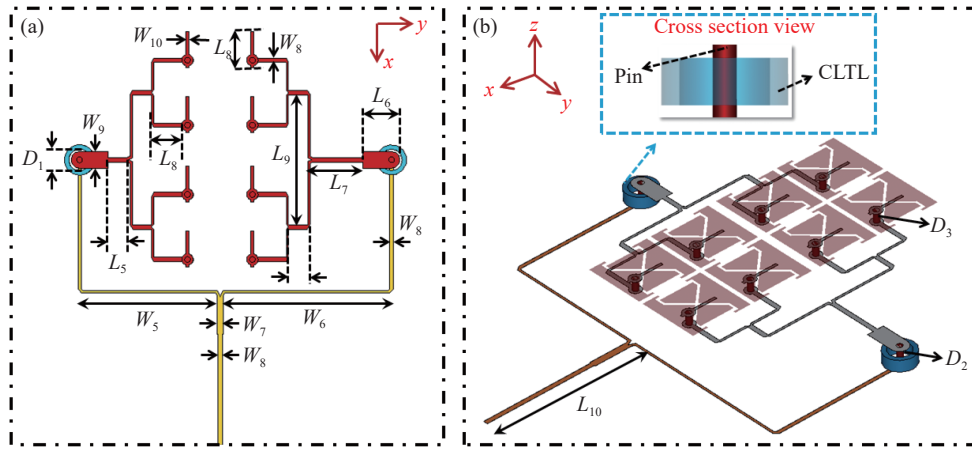 (a)
W10
L8
W8
y
x
L6
W9
D1
L8
L9
L7
L5
W8
W5
W6
W7
W8
(b)
z
x
y
Cross section view
Pin
CLTL
D3
D2
L10